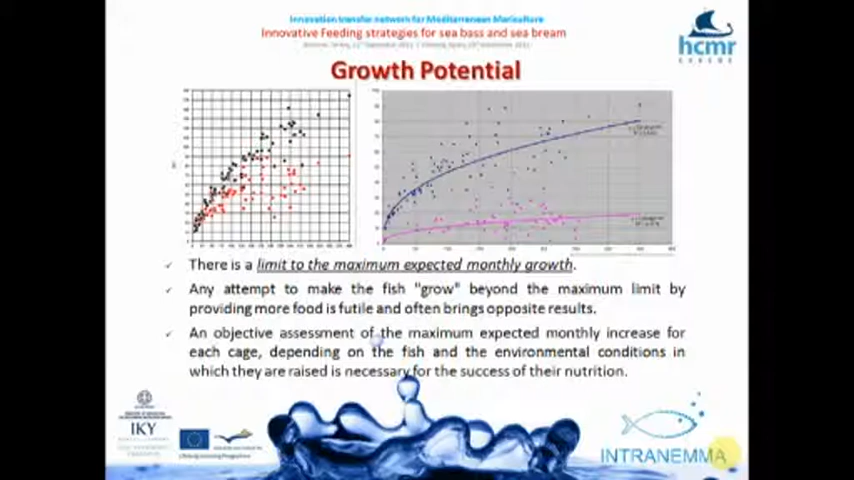 Innovation transfer network for Mediterranean Mariculture
Innovative Feeding strategies for sea bass and sea bream
hcmr
Growth Potential
There is a limit to the maximum expected monthly growth.
Any attempt to make the fish "grow" beyond the maximum limit by
providing more food is futile and often brings opposite results.
An objective assessment of the maximum expected monthly increase for
each cage, depending on the fish and the environmental conditions in
which they are raised is necessary for the success of their nutrition.
IKY
INTRANEMMA